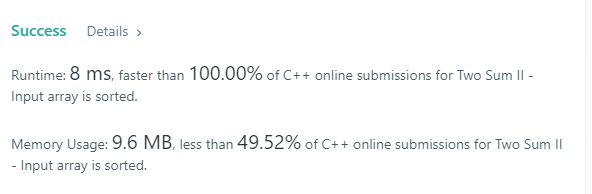 Success Details >
Runtime: 8 ms, faster than 100.00% of C++ online submissions for Two Sum II -
Input array is sorted.
Memory Usage: 9.6 MB, less than 49.52% of C++ online submissions for Two Sum II
- Input array is sorted.